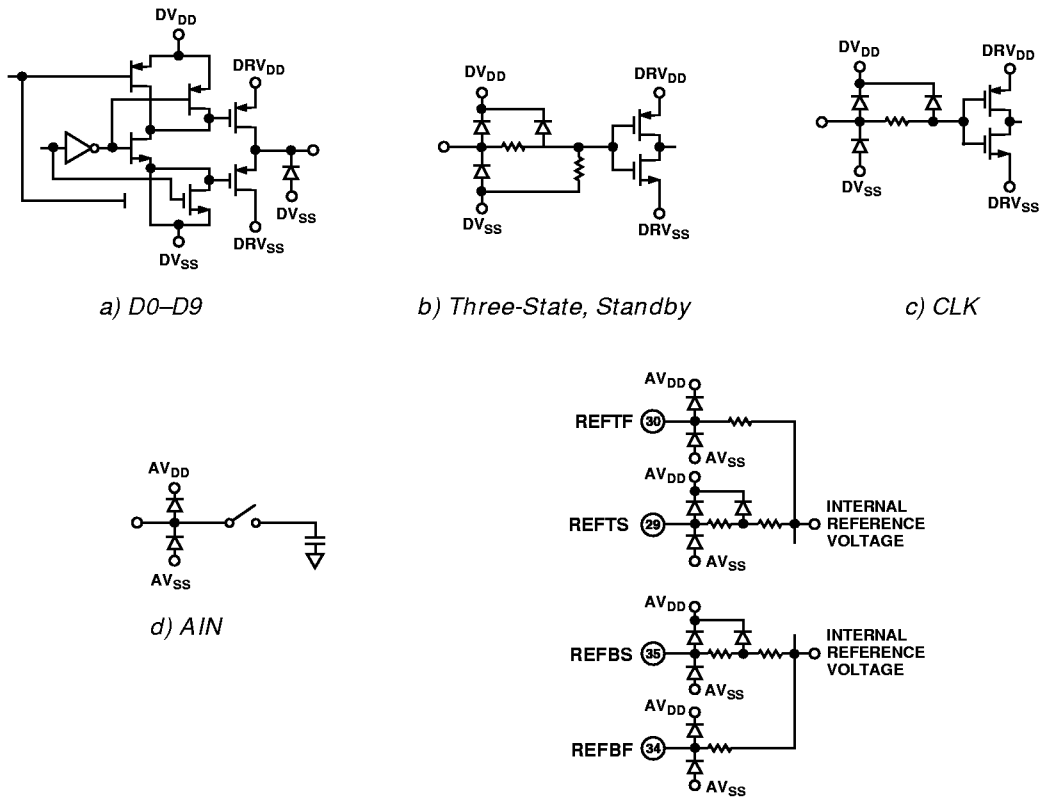 DVDD
DRVDD
DVSS
DRVSS
DVSS
a) D0–D9
DVDD
DRVDD
DVSS
DRVSS
b) Three-State, Standby
DVDD
DRVDD
DVSS
DRVSS
c) CLK
AVDD
AVSS
d) AIN
AVDD
REFTF 30
AVSS
AVDD
REFTS 29
AVSS
INTERNAL
REFERENCE
VOLTAGE
AVDD
REFBS 35
AVSS
INTERNAL
REFERENCE
VOLTAGE
AVDD
REFBF 34
AVSS